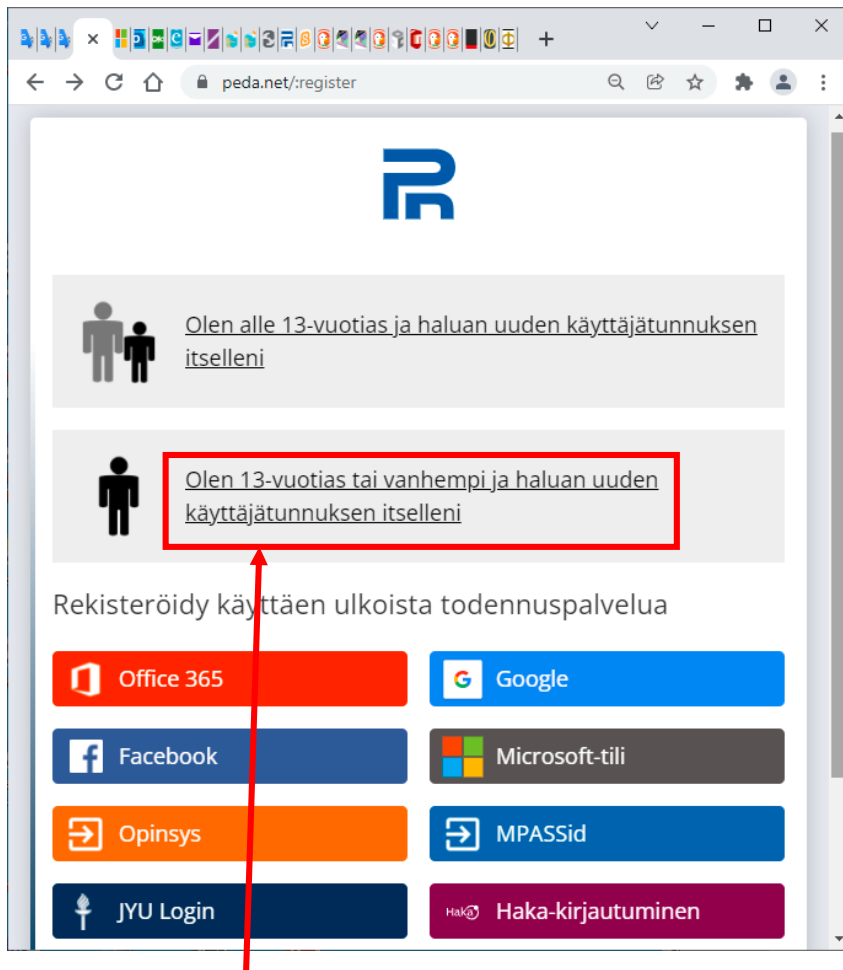 peda.net/:register
Olen alle 13-vuotias ja haluan uuden käyttäjätunnuksen
itselleni
Olen 13-vuotias tai vanhempi ja haluan uuden
käyttäjätunnuksen itselleni
Rekisteröidy käyttäen ulkoista todennuspalvelua
Office 365
Google
Facebook
Microsoft-tili
Opinsys
MPASSid
JYU Login
Haka Haka-kirjautuminen